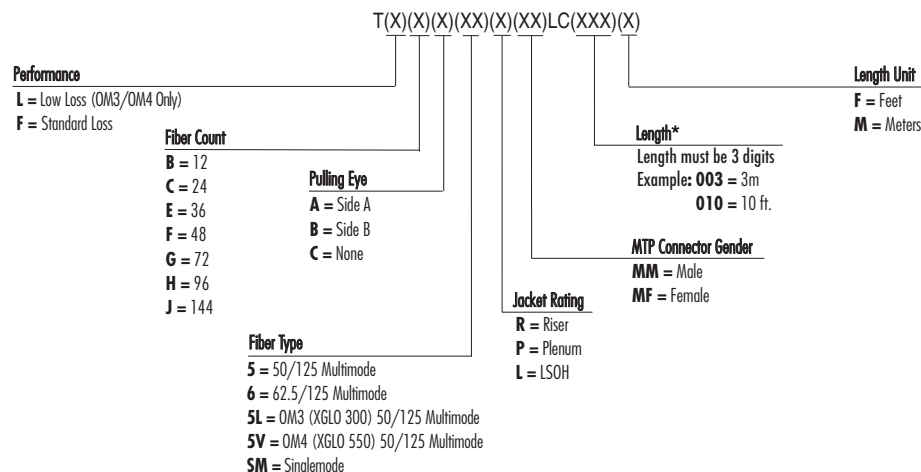 T(X)(X)(X)(XX)(X)(XX)LC(XXX)(X)
Performance
L = Low Loss (OM3/OM4 Only)
F = Standard Loss
Fiber Count
B = 12
C = 24
E = 36
F = 48
G = 72
H = 96
J = 144
Pulling Eye
A = Side A
B = Side B
C = None
Fiber Type
5 = 50/125 Multimode
6 = 62.5/125 Multimode
5L = OM3 (XGLO 300) 50/125 Multimode
5V = OM4 (XGLO 550) 50/125 Multimode
SM = Singlemode
Jacket Rating
R = Riser
P = Plenum
L = LSOH
MTP Connector Gender
MM = Male
MF = Female
Length*
Length must be 3 digits
Example: 003 = 3m
010 = 10 ft.
Length Unit
F = Feet
M = Meters